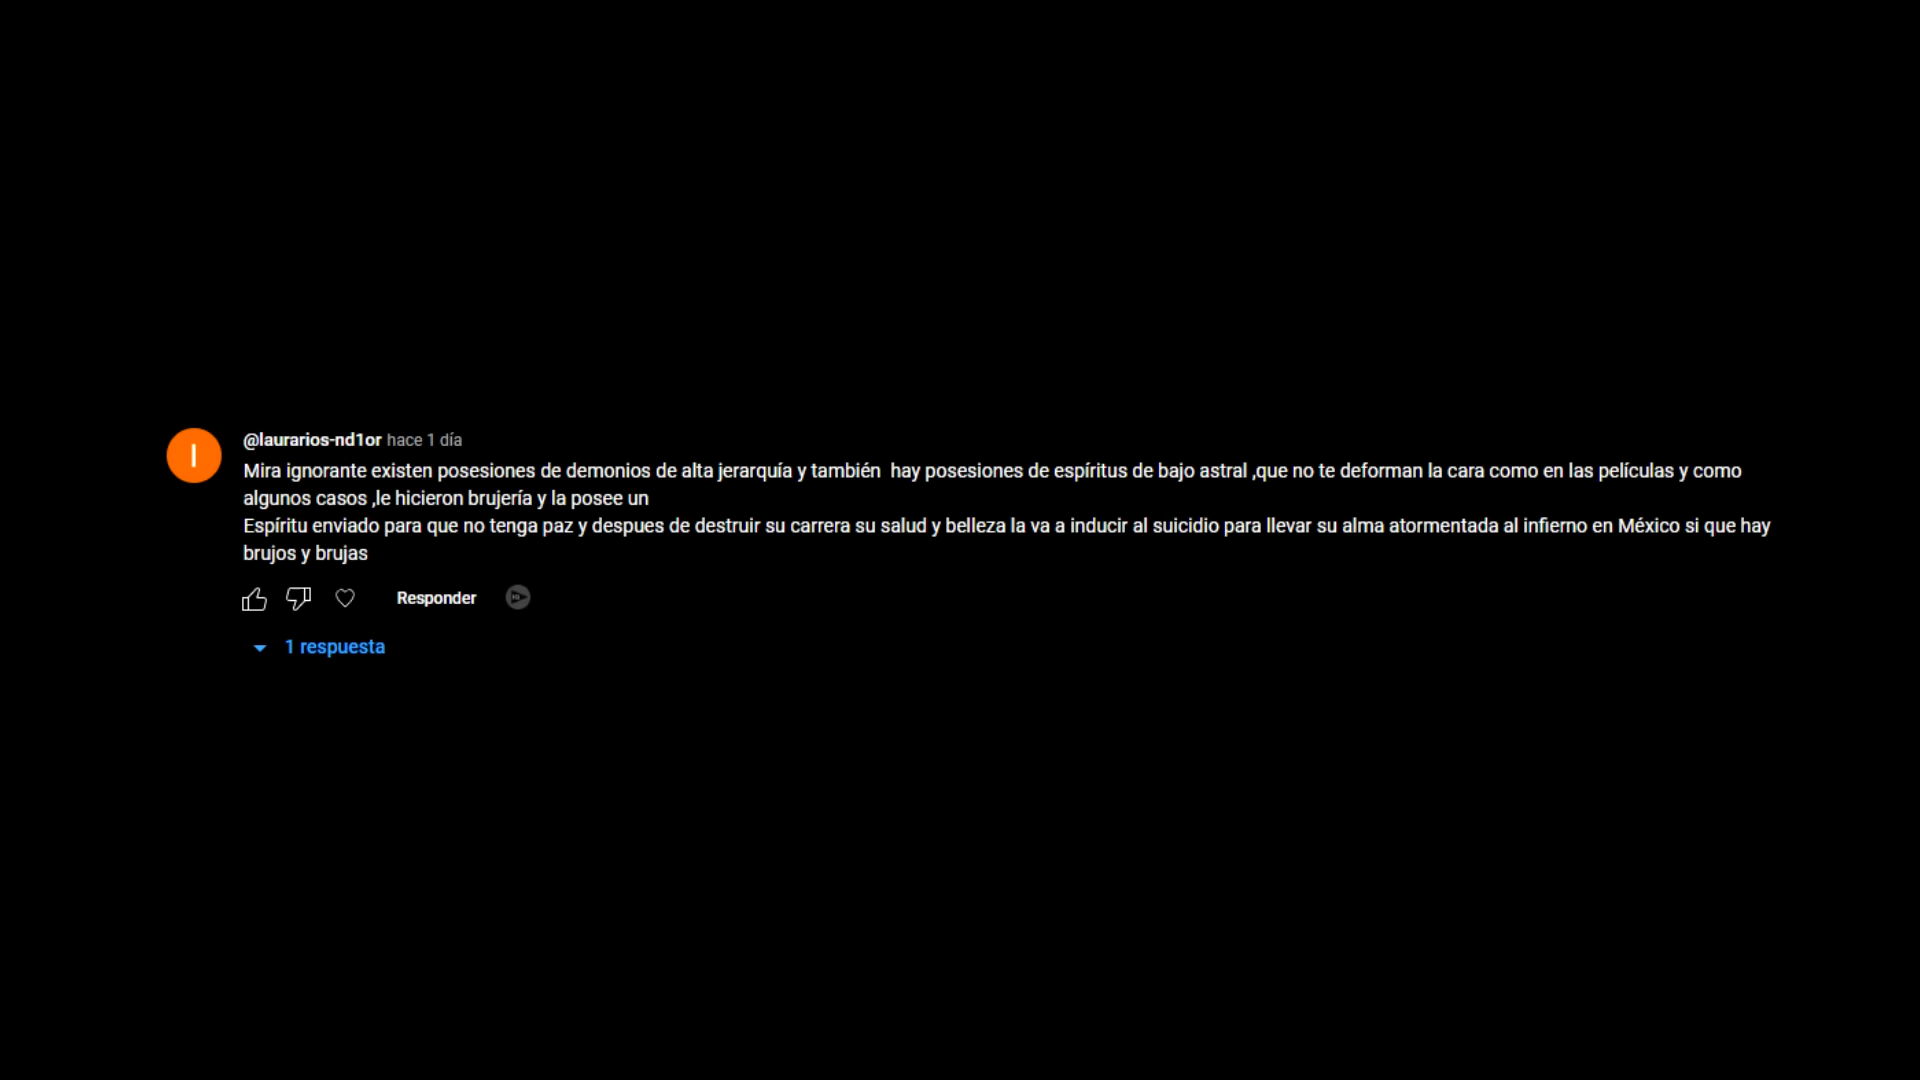 I
@laurarios-nd1or hace 1 día
Mira ignorante existen posesiones de demonios de alta jerarquía y también  hay posesiones de espíritus de bajo astral ,que no te deforman la cara como en las películas y como
algunos casos ,le hicieron brujería y la posee un
Espíritu enviado para que no tenga paz y despues de destruir su carrera su salud y belleza la va a inducir al suicidio para llevar su alma atormentada al infierno en México si que hay
brujos y brujas
Responder
1 respuesta